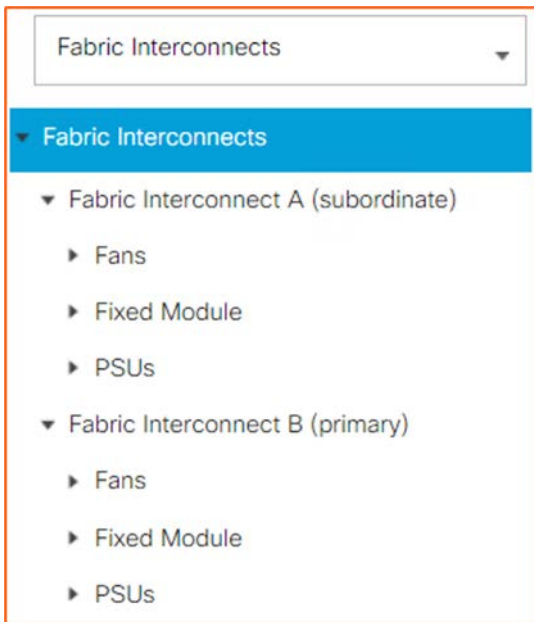 Fabric Interconnects
Fabric Interconnects
Fabric Interconnect A (subordinate)
Fans
Fixed Module
PSUs
Fabric Interconnect B (primary)
Fans
Fixed Module
PSUs